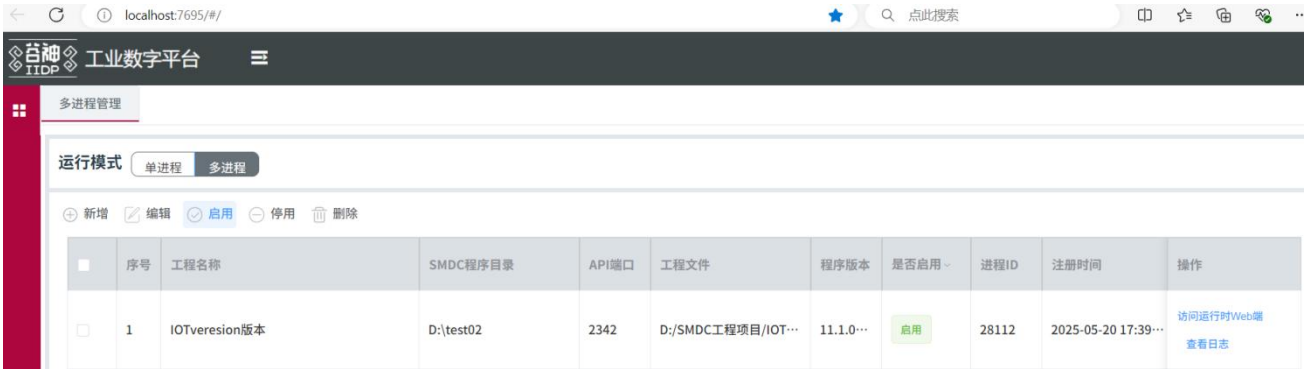 localhost:7695/#/
点此搜索
谷神 IIDP 工业数字平台
多进程管理
运行模式 单进程 多进程
新增 编辑 启用 停用 删除
序号 工程名称 SMDC程序目录 API端口 工程文件 程序版本 是否启用 进程ID 注册时间 操作
1 IOTveresion版本 D:\test02 2342 D:/SMDC工程项目/IOT… 11.1.0… 启用 28112 2025-05-20 17:39… 访问运行时Web端
查看日志